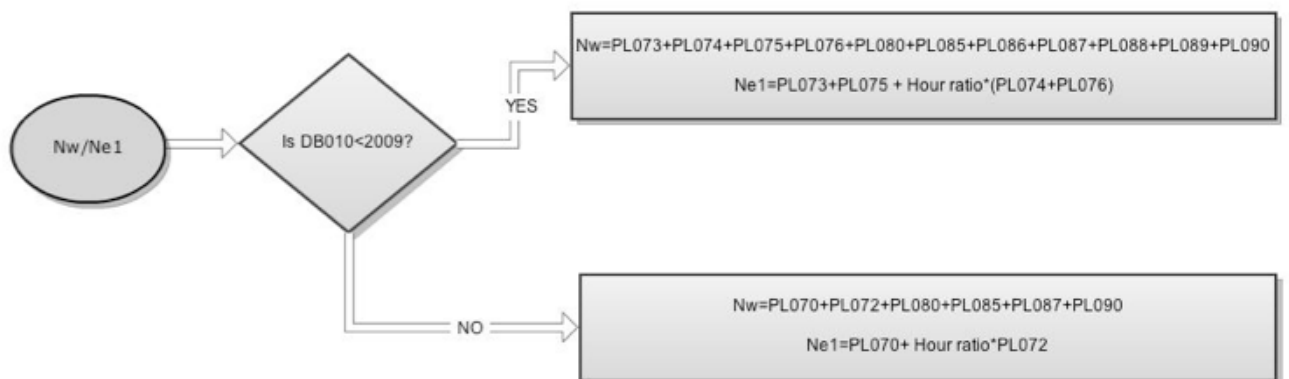 Nw/Ne1
Is DB010<2009?
YES
Nw=PL073+PL074+PL075+PL076+PL080+PL085+PL086+PL087+PL088+PL089+PL090
Ne1=PL073+PL075 + Hour ratio*(PL074+PL076)
NO
Nw=PL070+PL072+PL080+PL085+PL087+PL090
Ne1=PL070+ Hour ratio*PL072